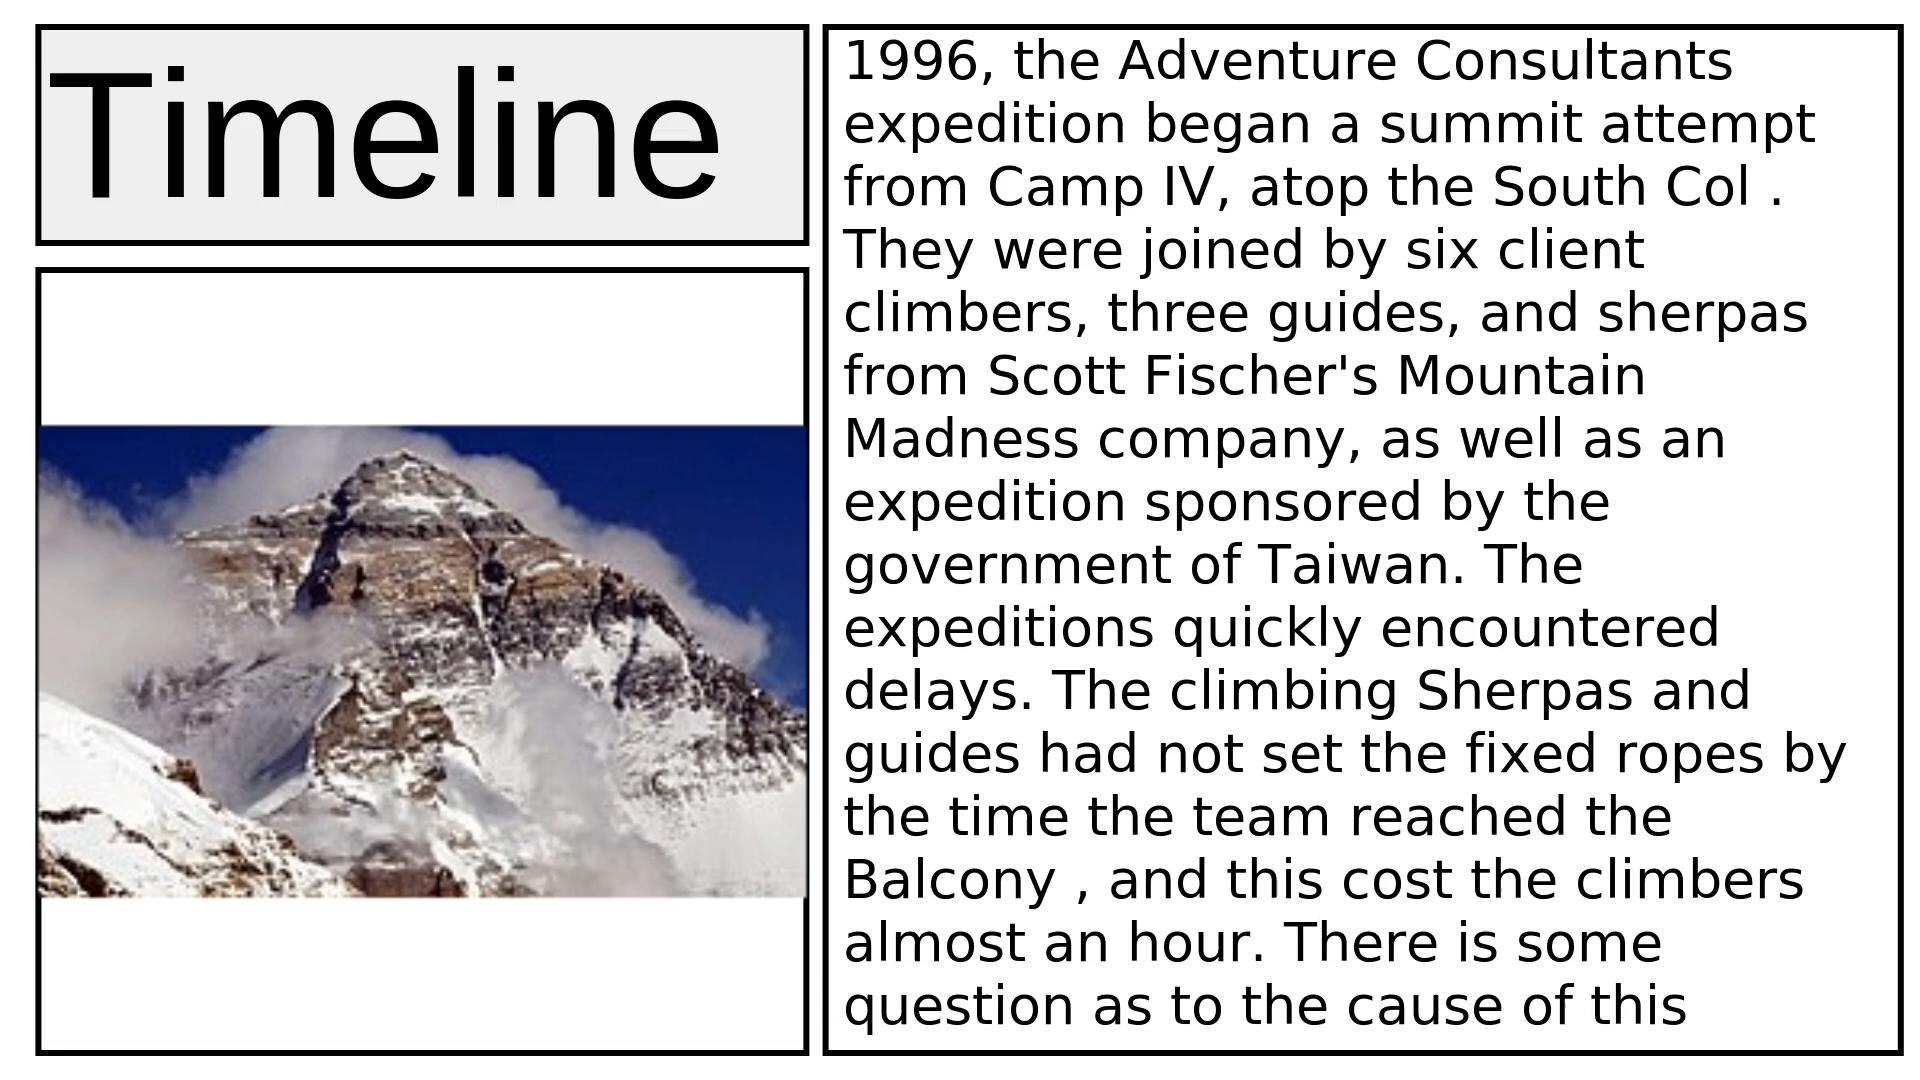 Timeline
1996, the Adventure Consultants
expedition began a summit attempt
from Camp IV, atop the South Col .
They were joined by six client
climbers, three guides, and sherpas
from Scott Fischer's Mountain
Madness company, as well as an
expedition sponsored by the
government of Taiwan. The
expeditions quickly encountered
delays. The climbing Sherpas and
guides had not set the fixed ropes by
the time the team reached the
Balcony , and this cost the climbers
almost an hour. There is some
question as to the cause of this